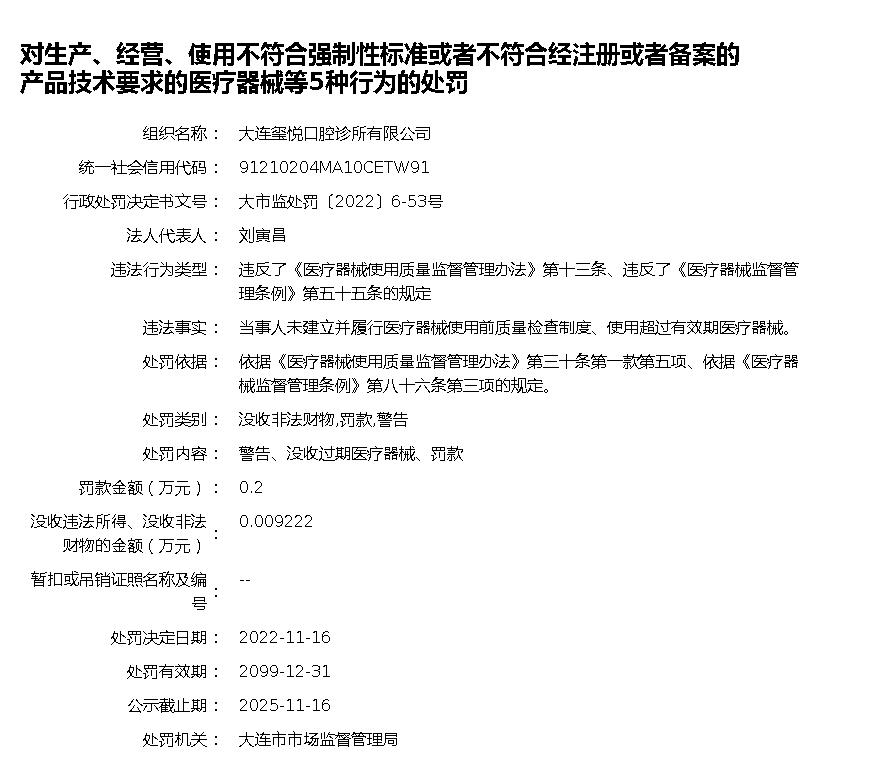 对生产、经营、使用不符合强制性标准或者不符合经注册或者备案的
产品技术要求的医疗器械等5种行为的处罚
组织名称： 大连玺悦口腔诊所有限公司
统一社会信用代码： 91210204MA10CETW91
行政处罚决定书文号： 大市监处罚〔2022〕6-53号
法人代表人： 刘寅昌
违法行为类型： 违反了《医疗器械使用质量监督管理办法》第十三条、违反了《医疗器械监督管
理条例》第五十五条的规定
违法事实： 当事人未建立并履行医疗器械使用前质量检查制度、使用超过有效期医疗器械。
处罚依据： 依据《医疗器械使用质量监督管理办法》第三十条第一款第五项、依据《医疗器
械监督管理条例》第八十六条第三项的规定。
处罚类别： 没收非法财物,罚款,警告
处罚内容： 警告、没收过期医疗器械、罚款
罚款金额（万元）： 0.2
没收违法所得、没收非法
财物的金额（万元）： 0.009222
暂扣或吊销证照名称及编
号： --
处罚决定日期： 2022-11-16
处罚有效期： 2099-12-31
公示截止期： 2025-11-16
处罚机关： 大连市市场监督管理局